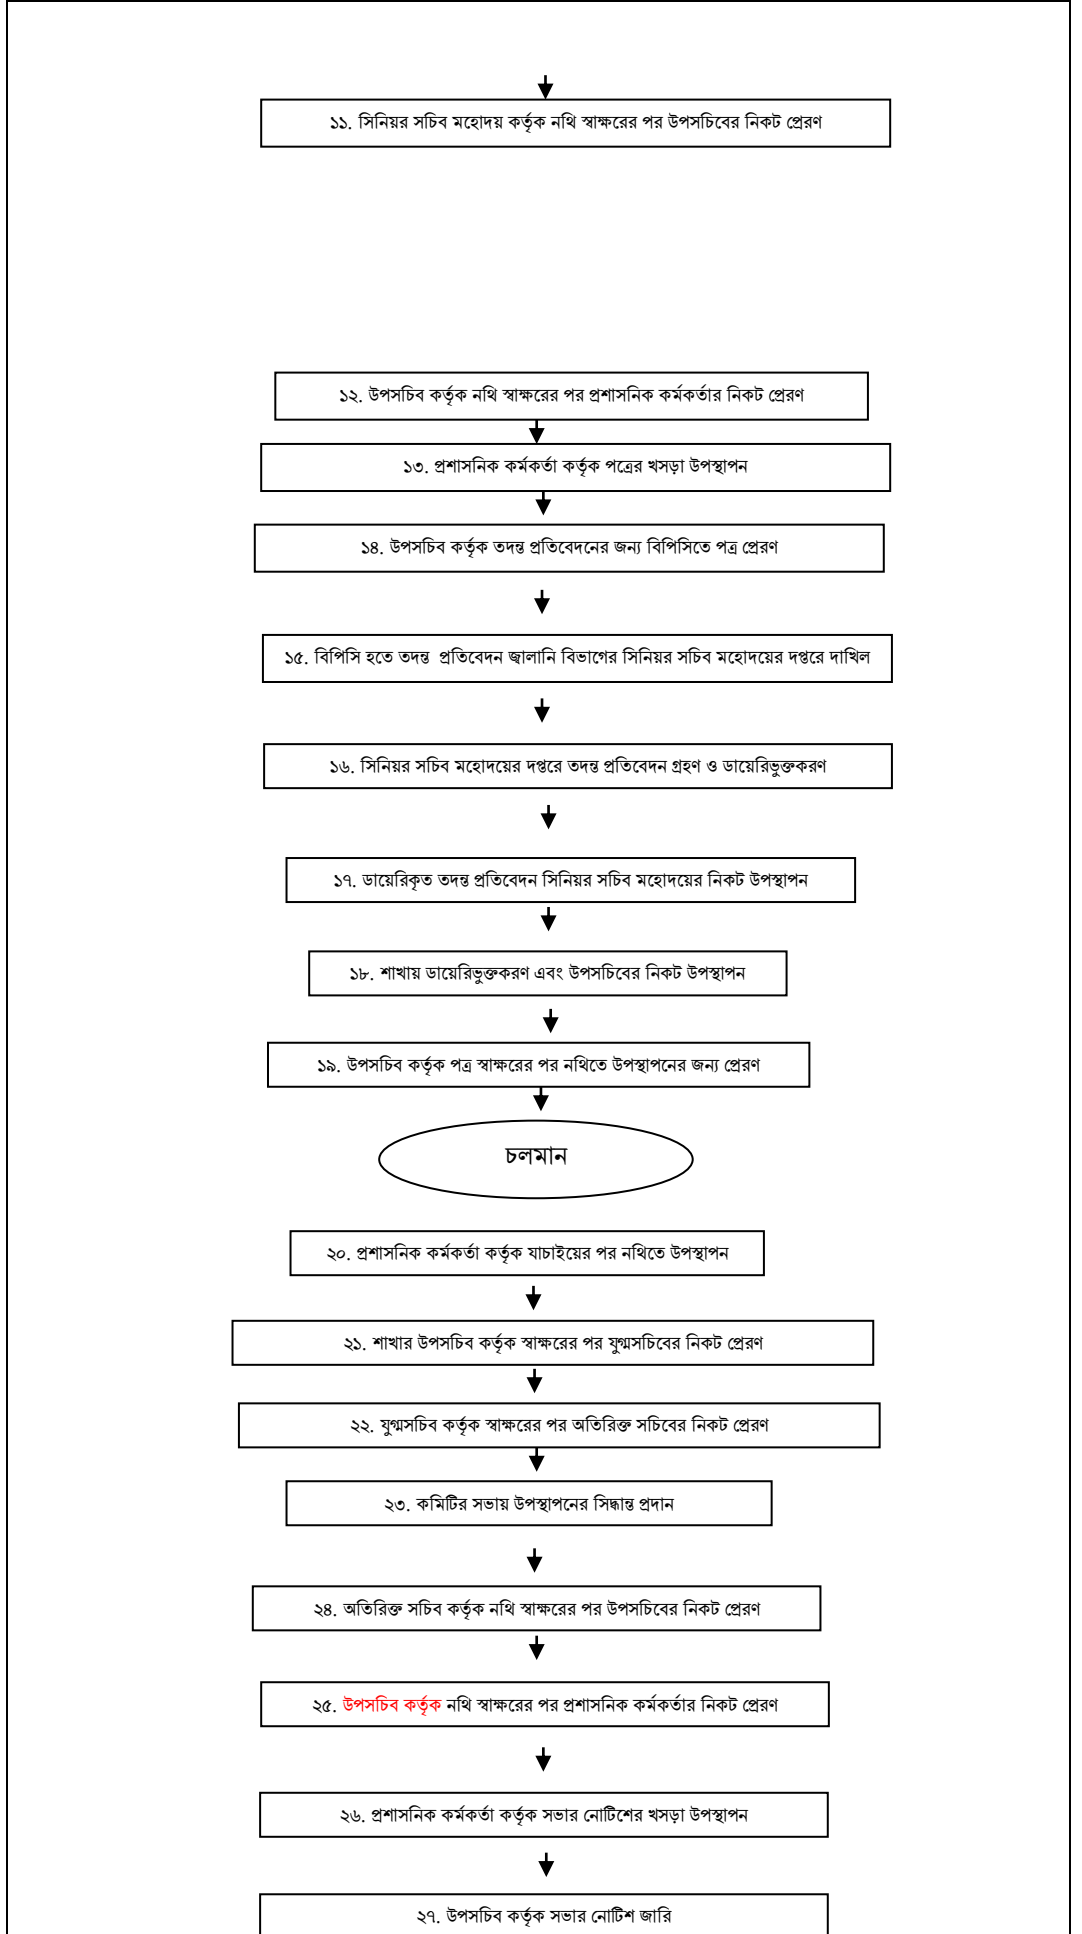 ১১. সিনিয়র সচিব মহোদয় কর্তৃক নথি স্বাক্ষরের পর উপসচিবের নিকট প্রেরণ
১২. উপসচিব কর্তৃক নথি স্বাক্ষরের পর প্রশাসনিক কর্মকর্তার নিকট প্রেরণ
১৩. প্রশাসনিক কর্মকর্তা কর্তৃক পত্রের খসড়া উপস্থাপন
১৪. উপসচিব কর্তৃক তদন্ত প্রতিবেদনের জন্য বিপিসিতে পত্র প্রেরণ
১৫. বিপিসি হতে তদন্ত প্রতিবেদন জ্বালানি বিভাগের সিনিয়র সচিব মহোদয়ের দপ্তরে দাখিল
১৬. সিনিয়র সচিব মহোদয়ের দপ্তরে তদন্ত প্রতিবেদন গ্রহণ ও ডায়েরিভুক্তকরণ
১৭. ডায়েরিকৃত তদন্ত প্রতিবেদন সিনিয়র সচিব মহোদয়ের নিকট উপস্থাপন
১৮. শাখায় ডায়েরিভুক্তকরণ এবং উপসচিবের নিকট উপস্থাপন
১৯. উপসচিব কর্তৃক পত্র স্বাক্ষরের পর নথিতে উপস্থাপনের জন্য প্রেরণ
চলমান
২০. প্রশাসনিক কর্মকর্তা কর্তৃক যাচাইয়ের পর নথিতে উপস্থাপন
২১. শাখার উপসচিব কর্তৃক স্বাক্ষরের পর যুগ্মসচিবের নিকট প্রেরণ
২২. যুগ্মসচিব কর্তৃক স্বাক্ষরের পর অতিরিক্ত সচিবের নিকট প্রেরণ
২৩. কমিটির সভায় উপস্থাপনের সিদ্ধান্ত প্রদান
২৪. অতিরিক্ত সচিব কর্তৃক নথি স্বাক্ষরের পর উপসচিবের নিকট প্রেরণ
২৫. উপসচিব কর্তৃক নথি স্বাক্ষরের পর প্রশাসনিক কর্মকর্তার নিকট প্রেরণ
২৬. প্রশাসনিক কর্মকর্তা কর্তৃক সভার নোটিশের খসড়া উপস্থাপন
২৭. উপসচিব কর্তৃক সভার নোটিশ জারি